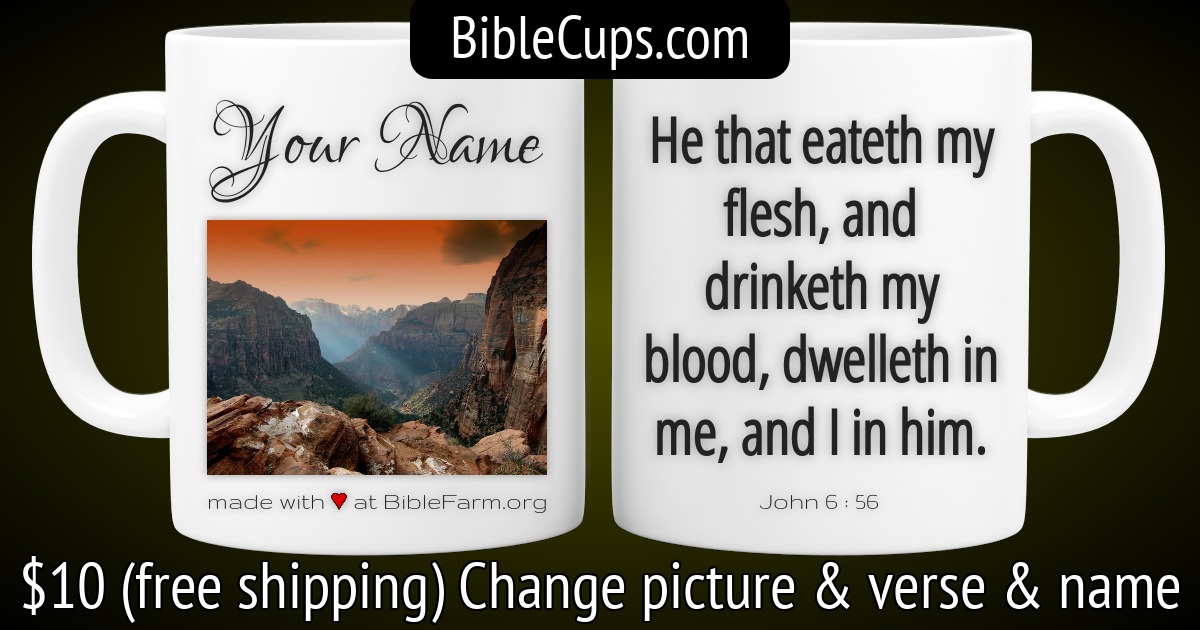 BibleCups.com
Your Name
made with ♥ at BibleFarm.org
He that eateth my
flesh, and
drinketh my
blood, dwelleth in
me, and I in him.
John 6 : 56
$10 (free shipping) Change picture & verse & name